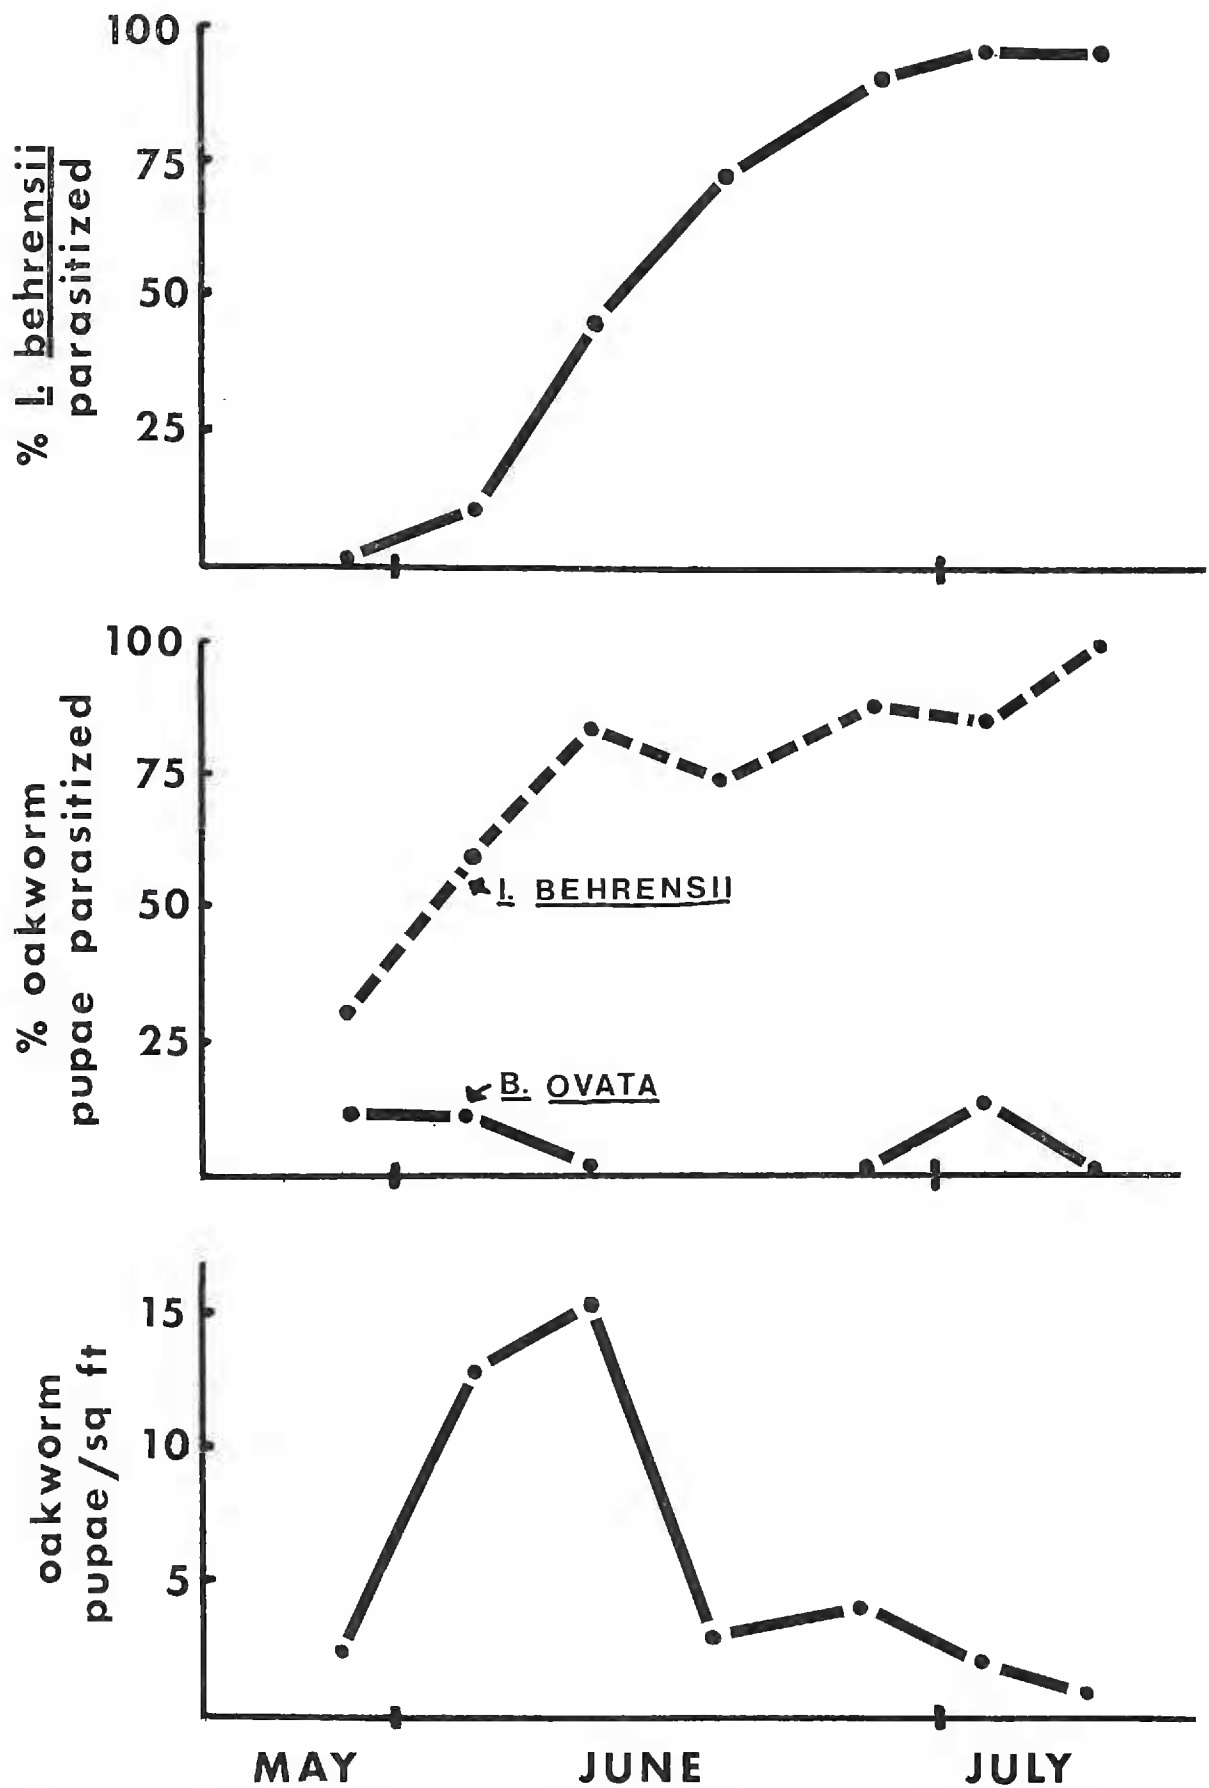 100
75
50
25
% I. behrensii
parasitized
100
75
50
25
% oakworm
pupae parasitized
I. BEHRENSII
B. OVATA
15
10
5
oakworm
pupae/sq ft
MAY JUNE JULY